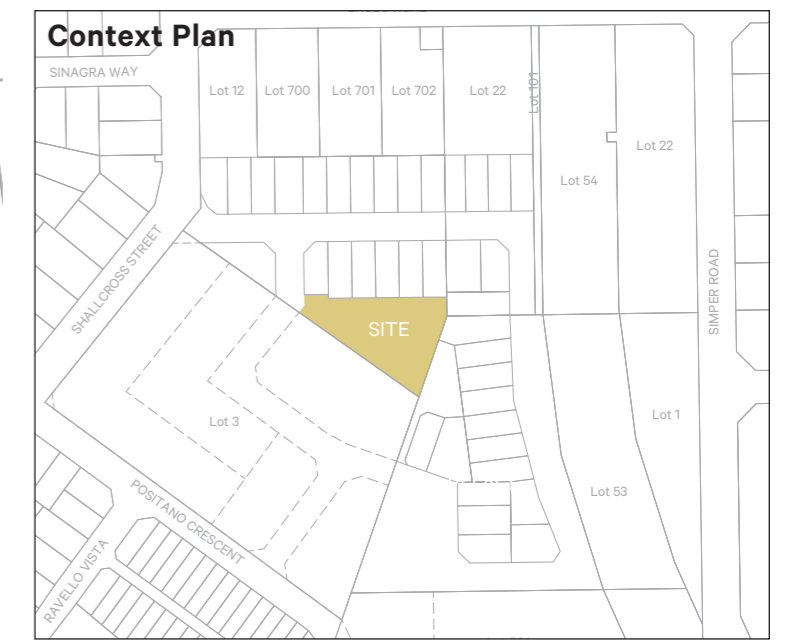 Context Plan
SINAGRA WAY
Lot 12
Lot 700
Lot 701
Lot 702
Lot 22
Lot 101
Lot 54
Lot 22
SHALLCROSS STREET
SIMPER ROAD
SITE
Lot 3
Lot 1
Lot 53
POSITANO CRESCENT
RAVELLO VISTA